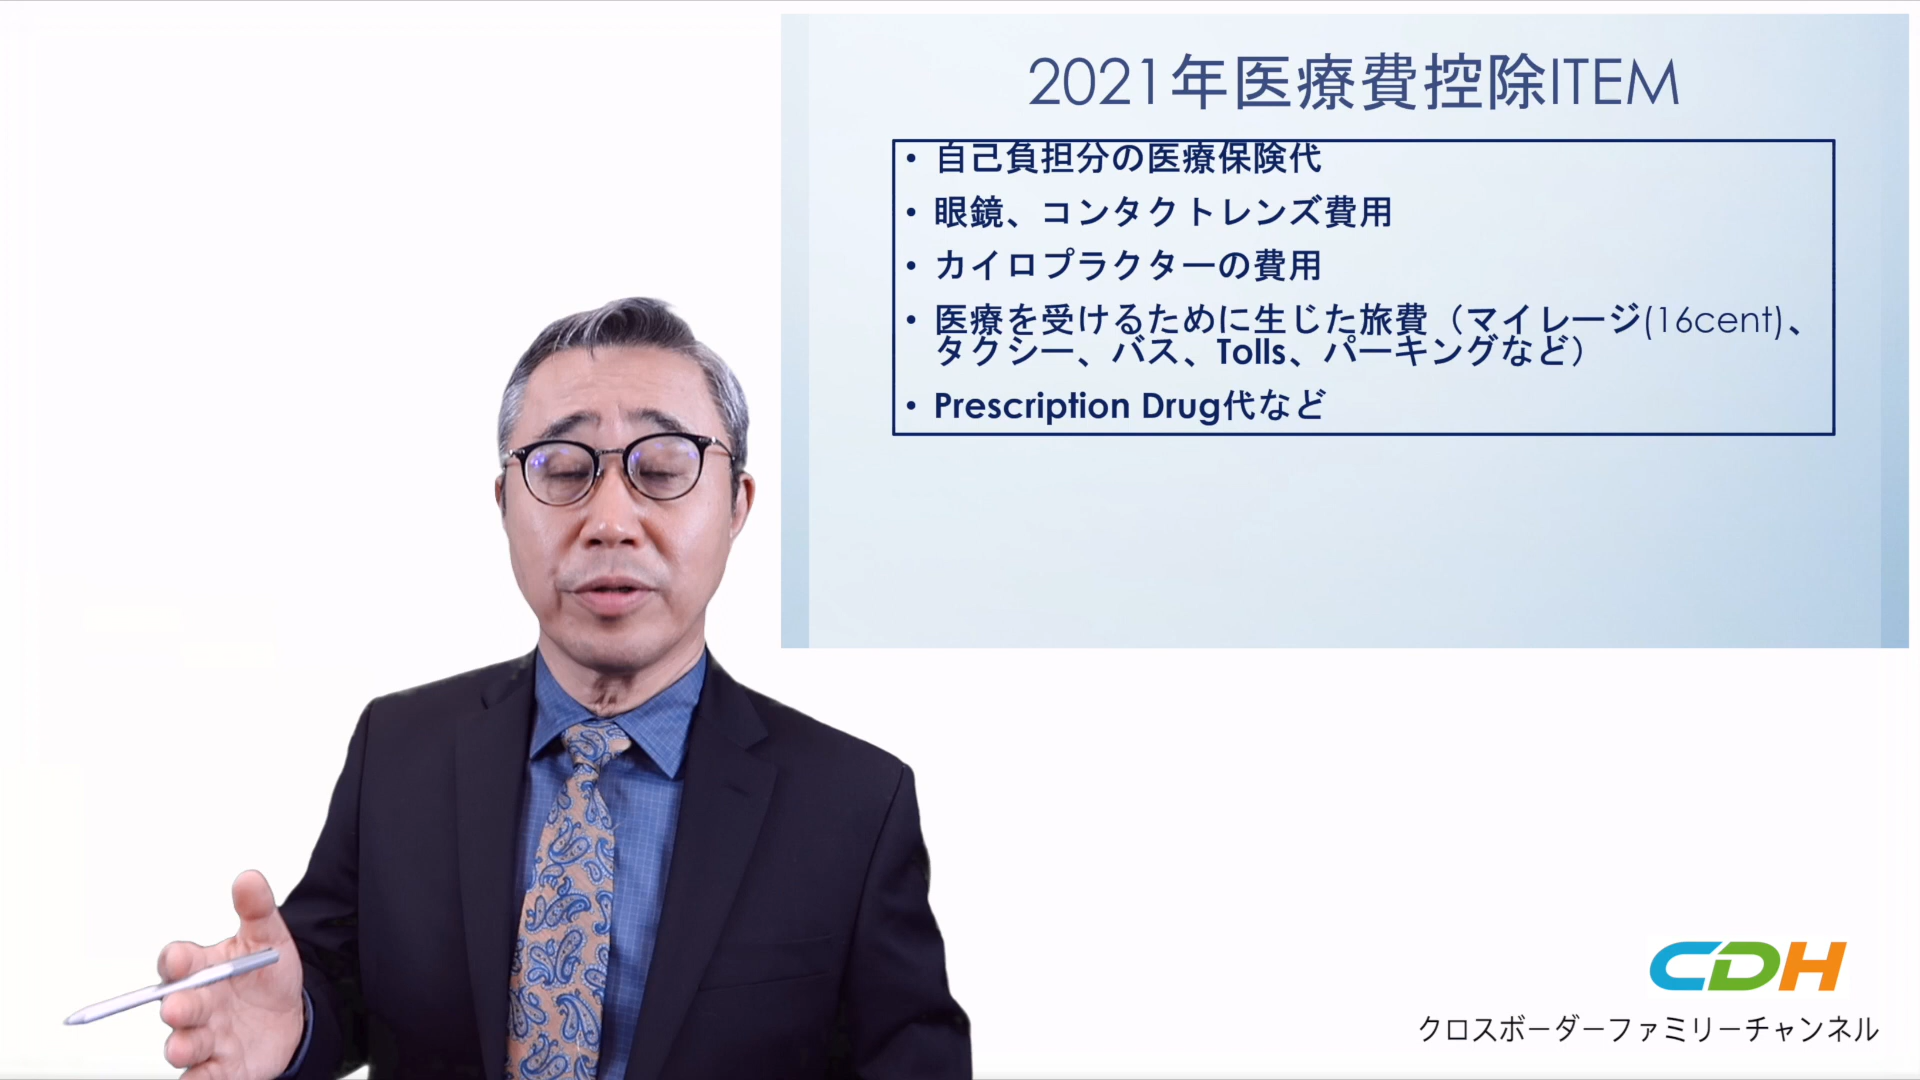 2021年医療費控除ITEM
• 自己負担分の医療保険代
• 眼鏡、コンタクトレンズ費用
• カイロプラクターの費用
• 医療を受けるために生じた旅費（マイレージ(16cent)、
タクシー、バス、Tolls、パーキングなど）
• Prescription Drug代など
CDH
クロスボーダーファミリーチャンネル